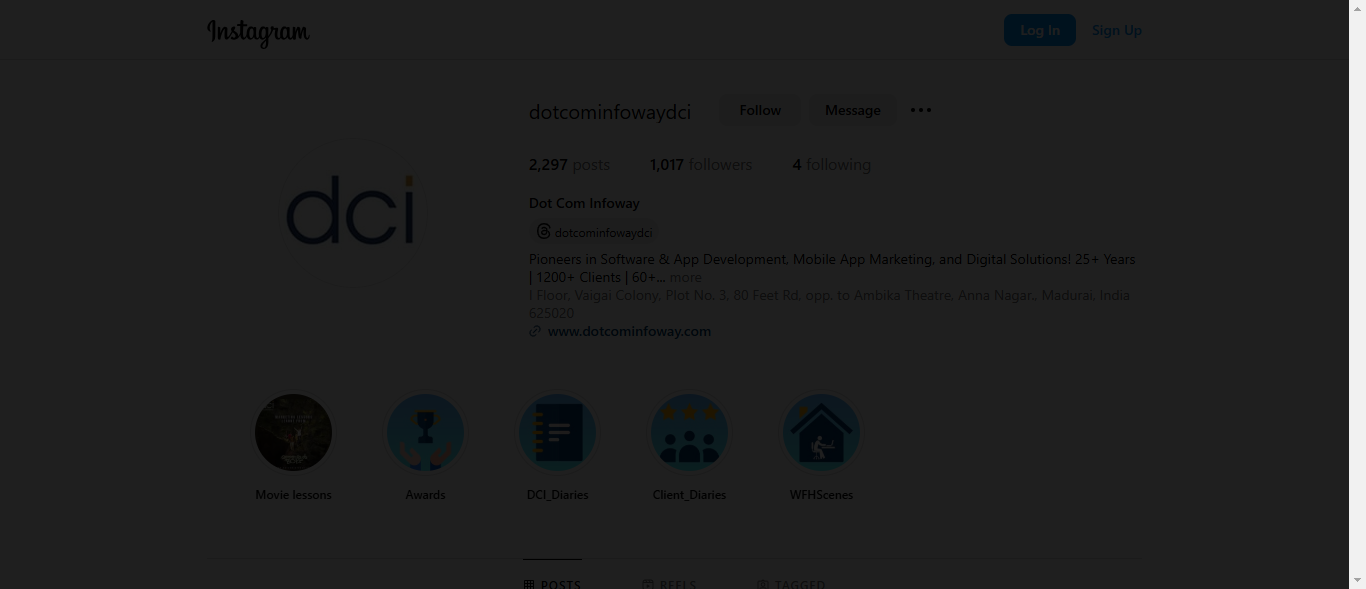 Instagram
Log In
Sign Up
dotcominfowaydci
Follow
Message
2,297 posts
1,017 followers
4 following
dci
Dot Com Infoway
dotcominfowaydci
Pioneers in Software & App Development, Mobile App Marketing, and Digital Solutions! 25+ Years
| 1200+ Clients | 60+... more
I Floor, Vaigai Colony, Plot No. 3, 80 Feet Rd, opp. to Ambika Theatre, Anna Nagar., Madurai, India
625020
www.dotcominfoway.com
Movie lessons
Awards
DCI_Diaries
Client_Diaries
WFHScenes
POSTS
REELS
TAGGED